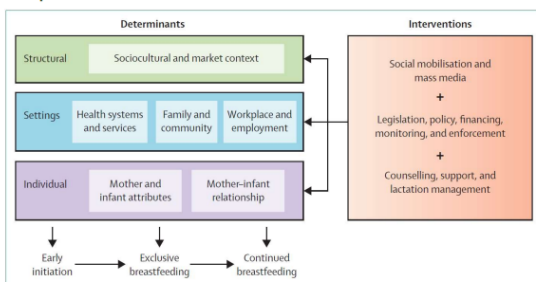 Determinants
Interventions
Structural
Sociocultural and market context
Settings
Health systems
and services
Family and
community
Workplace and
employment
Individual
Mother and
infant attributes
Mother–infant
relationship
Early
initiation
Exclusive
breastfeeding
Continued
breastfeeding
Social mobilisation and
mass media
+
Legislation, policy, financing,
monitoring, and enforcement
+
Counselling, support, and
lactation management